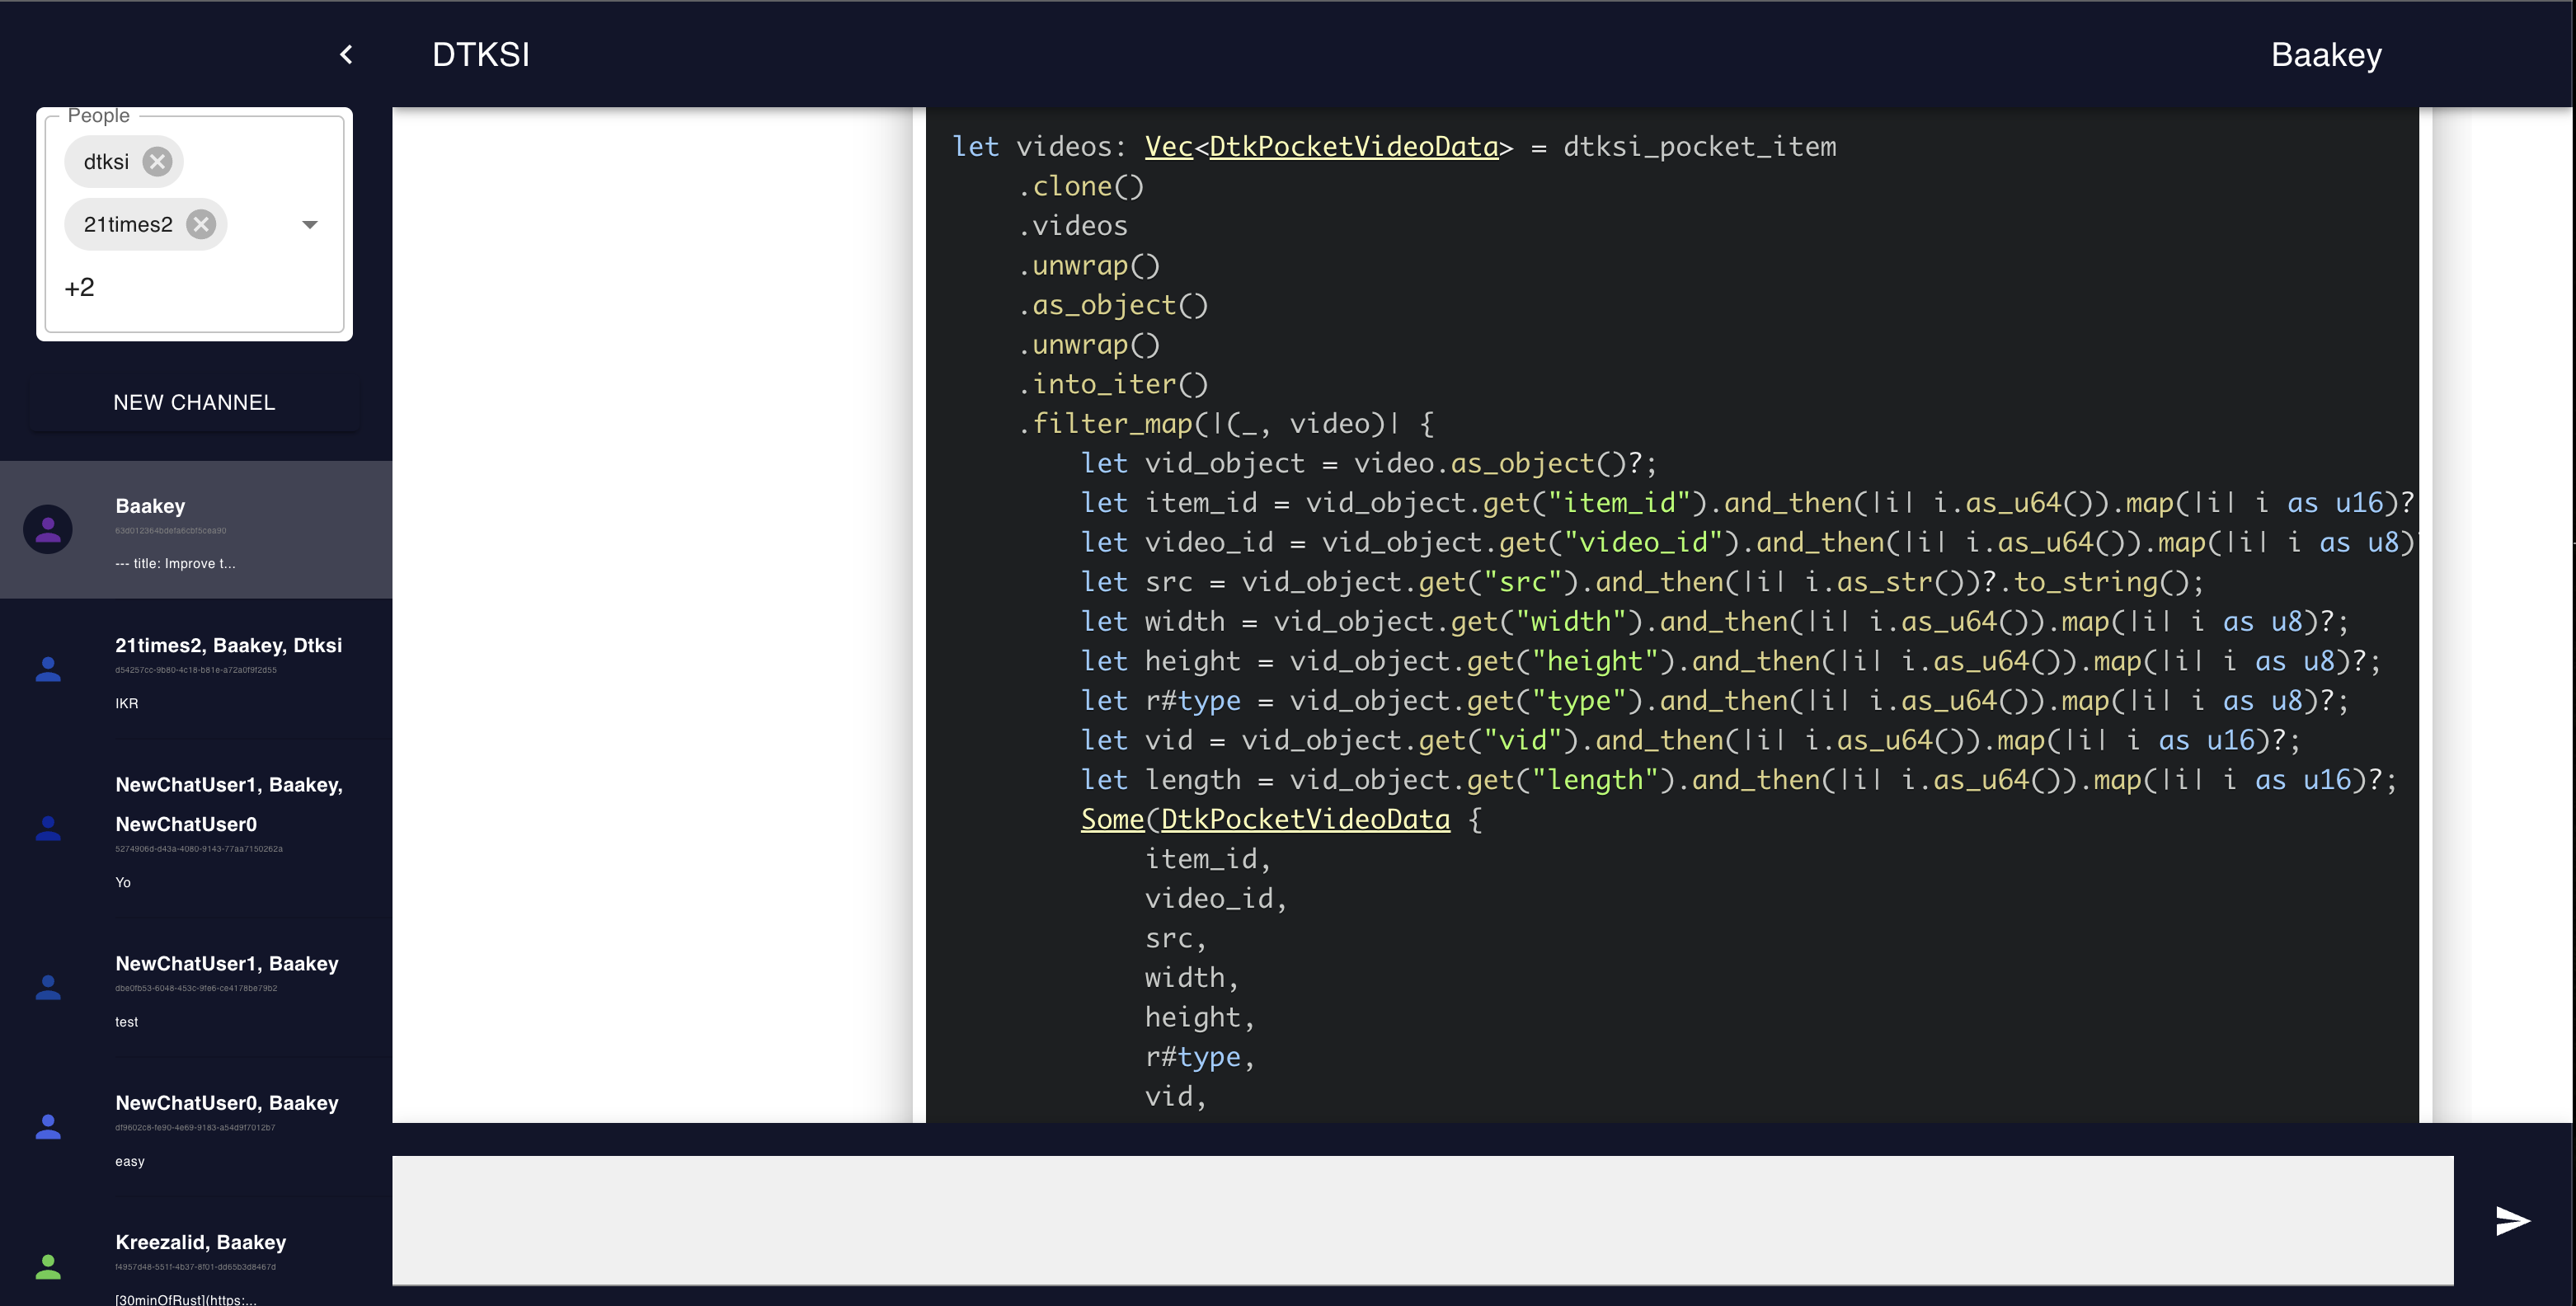 DTKSI
Baakey
People
dtksi
21times2
+2
NEW CHANNEL
Baakey
63d012364bdefa6cbf5cea90
--- title: Improve t...
21times2, Baakey, Dtksi
d54257cc-9b80-4c18-b81e-a72a0f9f2d55
IKR
NewChatUser1, Baakey,
NewChatUser0
5274906d-d43a-4080-9143-77aa7150262a
Yo
NewChatUser1, Baakey
dbe0fb53-6048-453c-9fe6-ce4178be79b2
test
NewChatUser0, Baakey
df9602c8-fe90-4e69-9183-a54d9f7012b7
easy
Kreezalid, Baakey
f4957d48-551f-4b37-8f01-dd65b3d8467d
[30minOfRust](https:...
let videos: Vec<DtkPocketVideoData> = dtksi_pocket_item
.clone()
.videos
.unwrap()
.as_object()
.unwrap()
.into_iter()
.filter_map(|(_, video)| {
let vid_object = video.as_object()?;
let item_id = vid_object.get("item_id").and_then(|i| i.as_u64()).map(|i| i as u16)?
let video_id = vid_object.get("video_id").and_then(|i| i.as_u64()).map(|i| i as u8)
let src = vid_object.get("src").and_then(|i| i.as_str())?.to_string();
let width = vid_object.get("width").and_then(|i| i.as_u64()).map(|i| i as u8)?;
let height = vid_object.get("height").and_then(|i| i.as_u64()).map(|i| i as u8)?;
let r#type = vid_object.get("type").and_then(|i| i.as_u64()).map(|i| i as u8)?;
let vid = vid_object.get("vid").and_then(|i| i.as_u64()).map(|i| i as u16)?;
let length = vid_object.get("length").and_then(|i| i.as_u64()).map(|i| i as u16)?;
Some(DtkPocketVideoData {
item_id,
video_id,
src,
width,
height,
r#type,
vid,